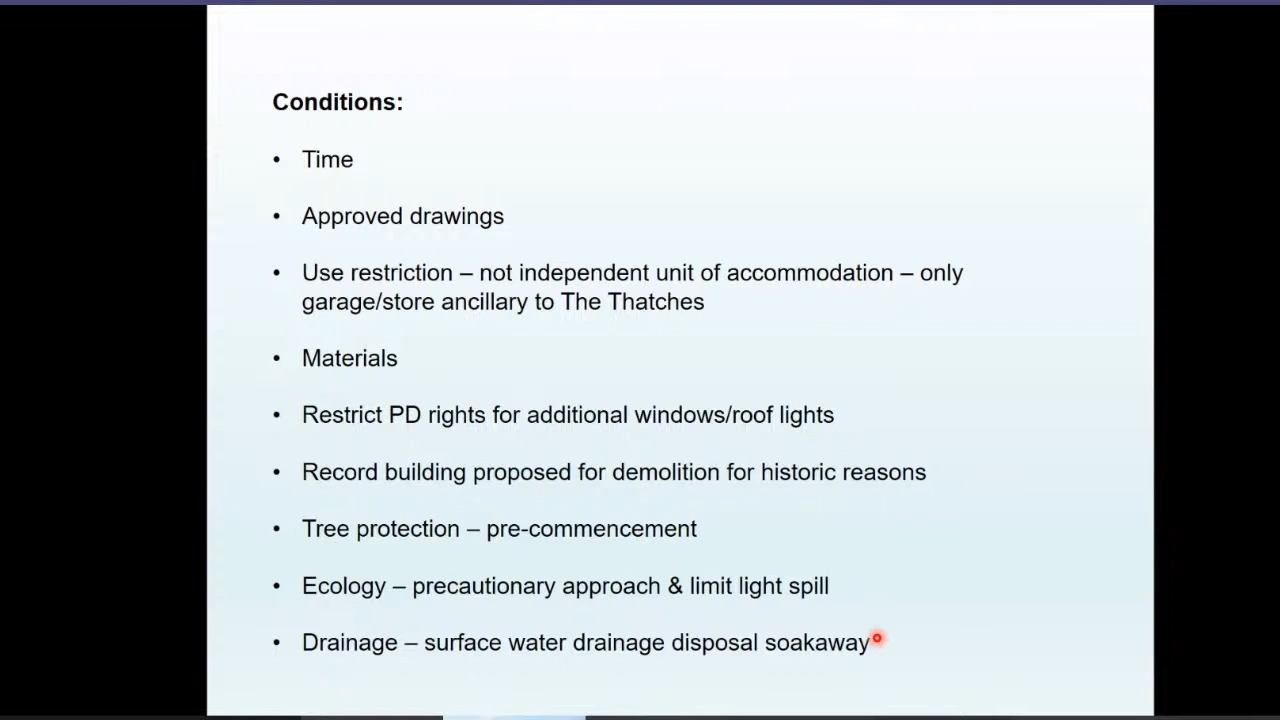 Conditions:
• Time
• Approved drawings
• Use restriction – not independent unit of accommodation – only
garage/store ancillary to The Thatches
• Materials
• Restrict PD rights for additional windows/roof lights
• Record building proposed for demolition for historic reasons
• Tree protection – pre-commencement
• Ecology – precautionary approach & limit light spill
• Drainage – surface water drainage disposal soakaway